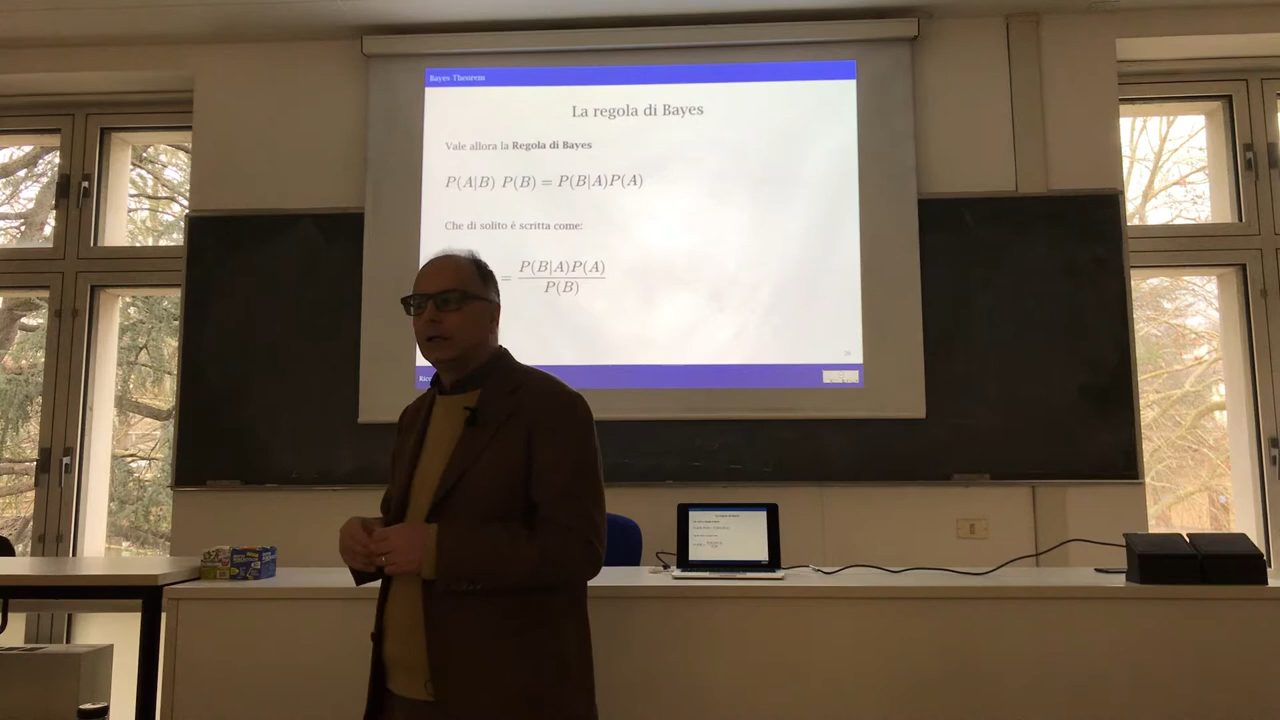 Bayes Theorem
La regola di Bayes
Vale allora la Regola di Bayes
P(A|B) P(B) = P(B|A)P(A)
Che di solito è scritta come:
= P(B|A)P(A) / P(B)